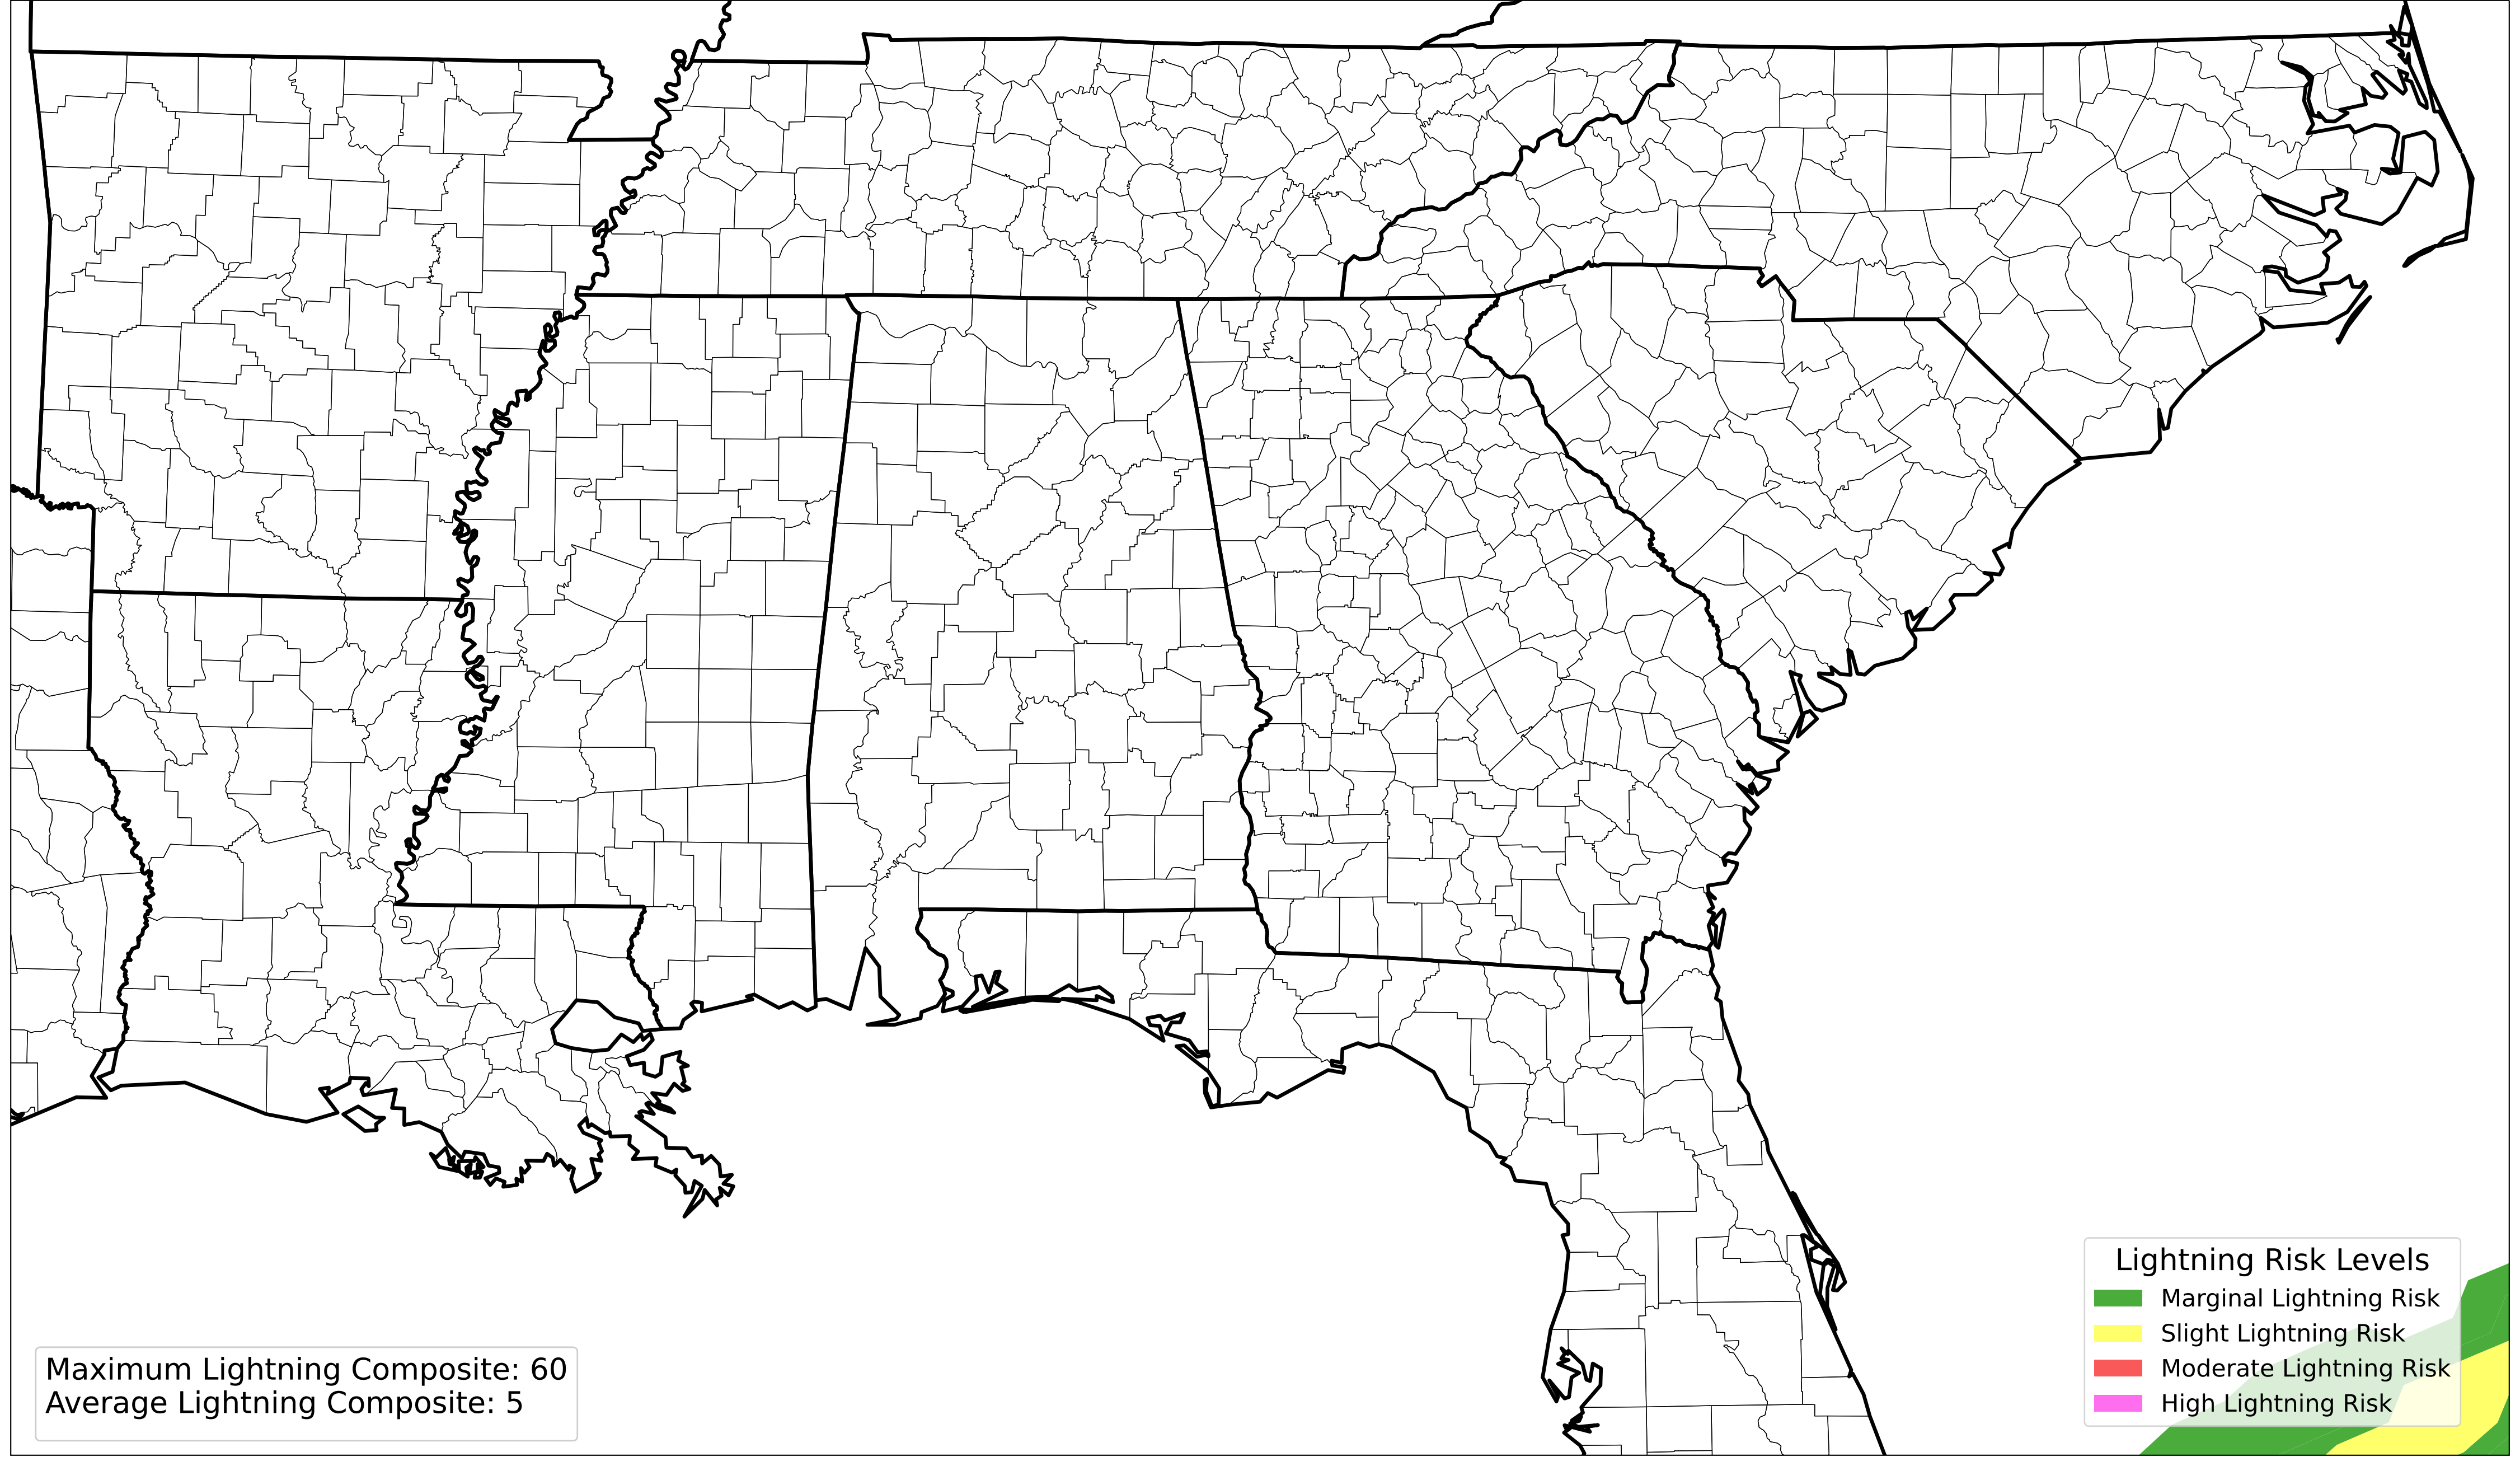 Lightning Risk Levels
Marginal Lightning Risk
Slight Lightning Risk
Moderate Lightning Risk
High Lightning Risk
Maximum Lightning Composite: 60
Average Lightning Composite: 5